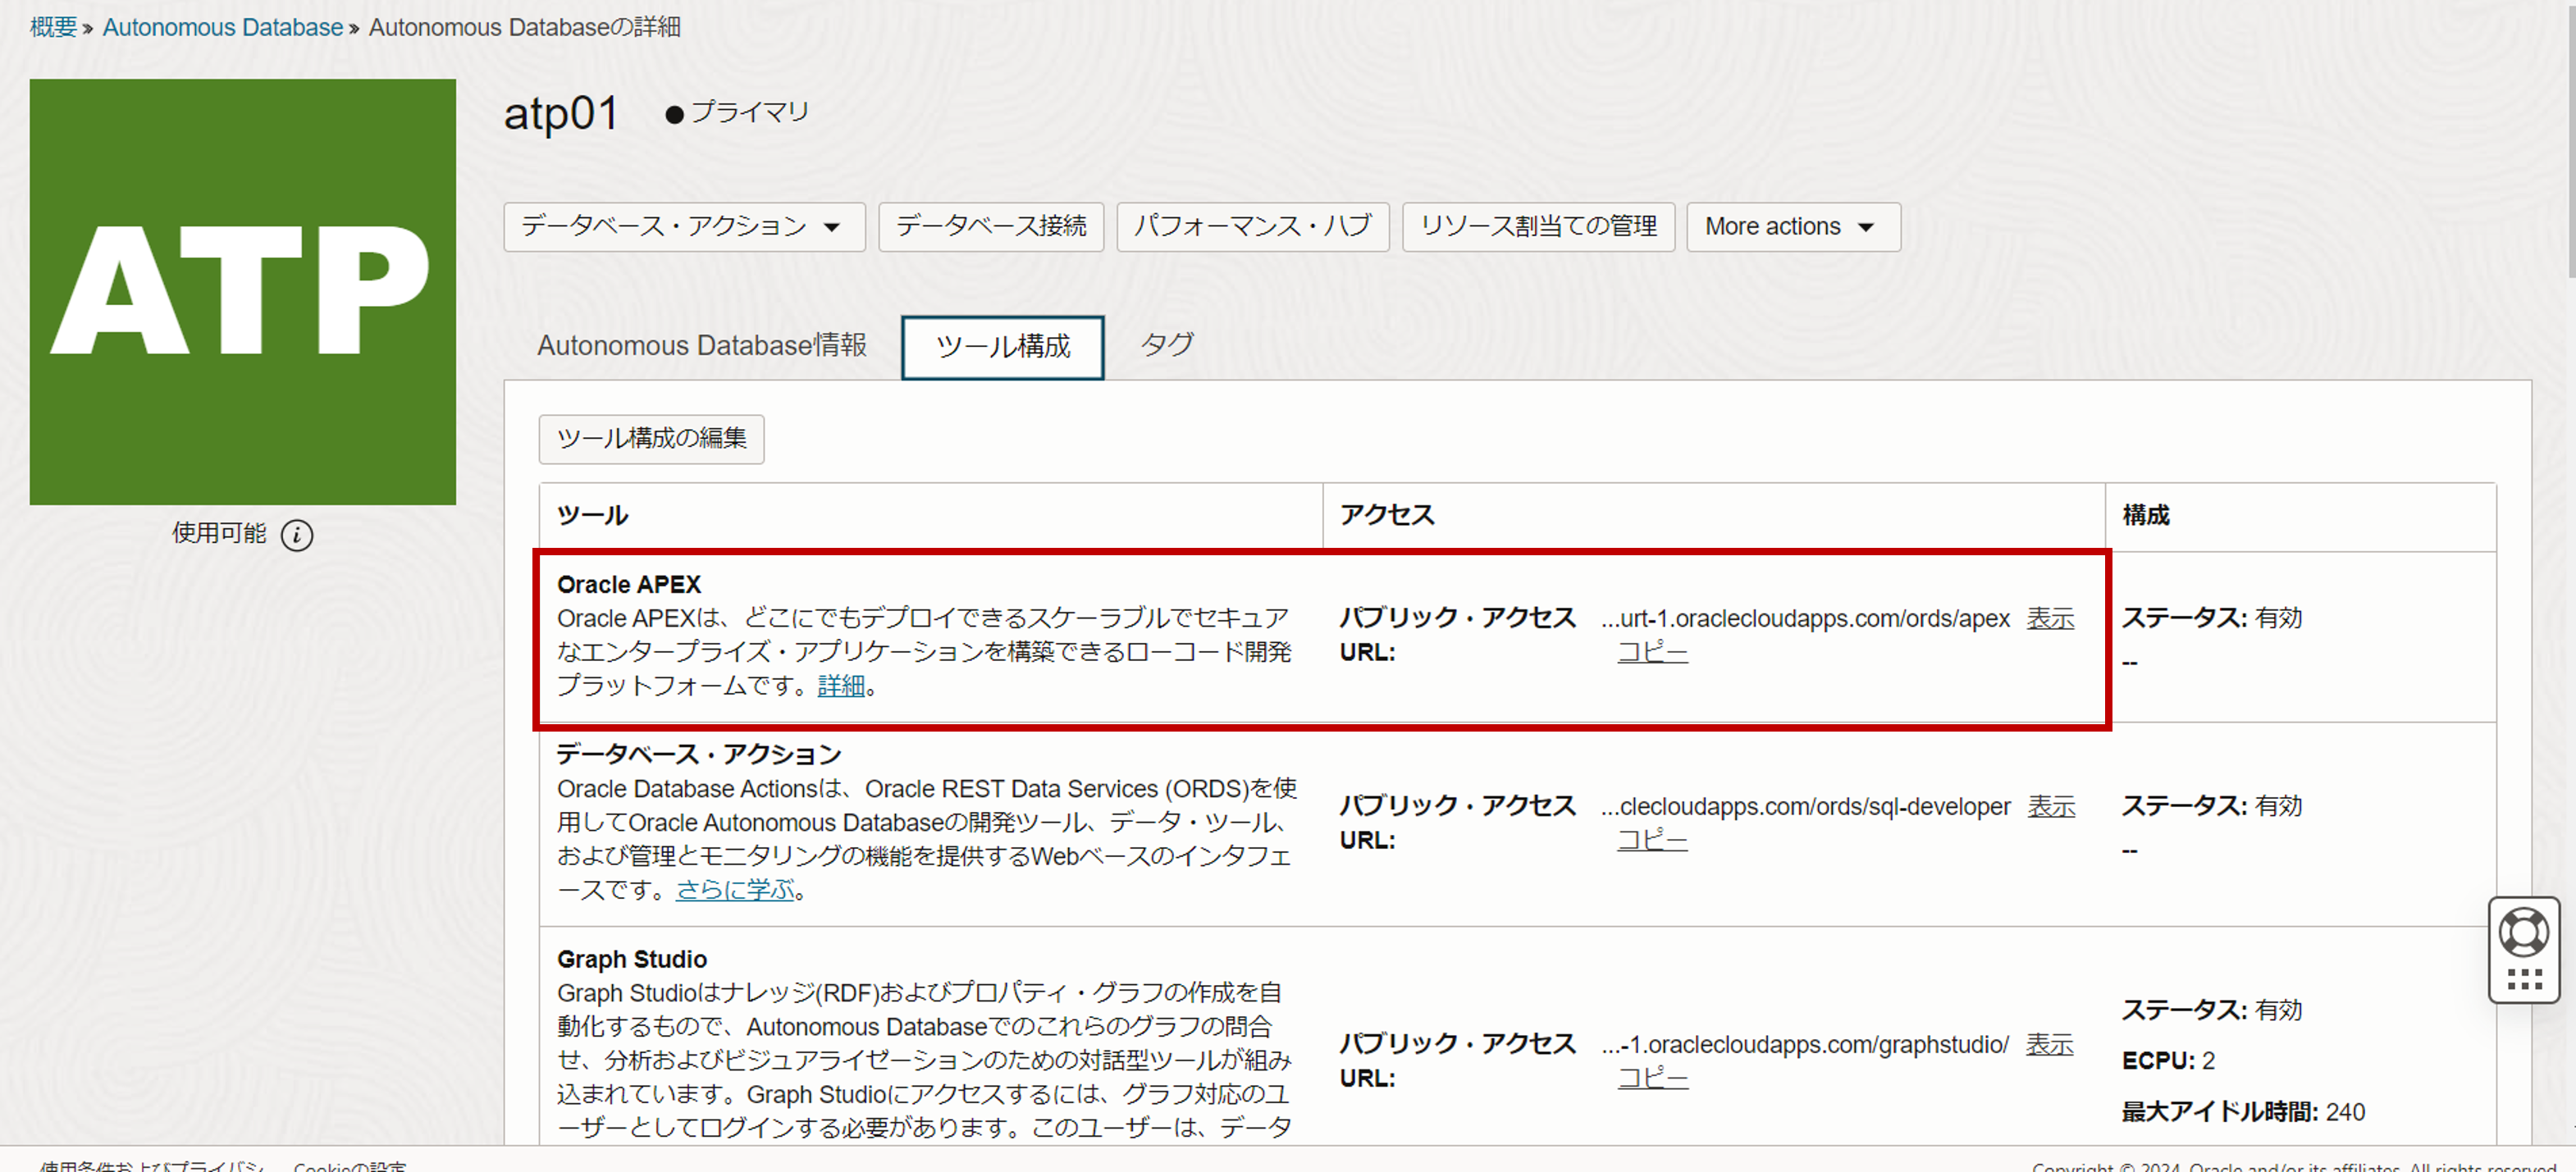 概要 » Autonomous Database » Autonomous Databaseの詳細
ATP
使用可能 i
atp01 ● プライマリ
データベース・アクション データベース接続 パフォーマンス・ハブ リソース割当ての管理 More actions
Autonomous Database情報 ツール構成 タグ
ツール構成の編集
ツール アクセス 構成
Oracle APEX
Oracle APEXは、どこにでもデプロイできるスケーラブルでセキュア
なエンタープライズ・アプリケーションを構築できるローコード開発
プラットフォームです。詳細。
パブリック・アクセス ...urt-1.oraclecloudapps.com/ords/apex 表示
URL: コピー
ステータス: 有効
--
データベース・アクション
Oracle Database Actionsは、Oracle REST Data Services (ORDS)を使
用してOracle Autonomous Databaseの開発ツール、データ・ツール、
および管理とモニタリングの機能を提供するWebベースのインタフェ
ースです。さらに学ぶ。
パブリック・アクセス ...clecloudapps.com/ords/sql-developer 表示
URL: コピー
ステータス: 有効
--
Graph Studio
Graph Studioはナレッジ(RDF)およびプロパティ・グラフの作成を自
動化するもので、Autonomous Databaseでのこれらのグラフの問合
せ、分析およびビジュアライゼーションのための対話型ツールが組み
込まれています。Graph Studioにアクセスするには、グラフ対応のユ
ーザーとしてログインする必要があります。このユーザーは、データ
パブリック・アクセス ...-1.oraclecloudapps.com/graphstudio/ 表示
URL: コピー
ステータス: 有効
ECPU: 2
最大アイドル時間: 240
使用条件およびプライバシ Cookieの設定
Copyright © 2024, Oracle and/or its affiliates. All rights reserved.